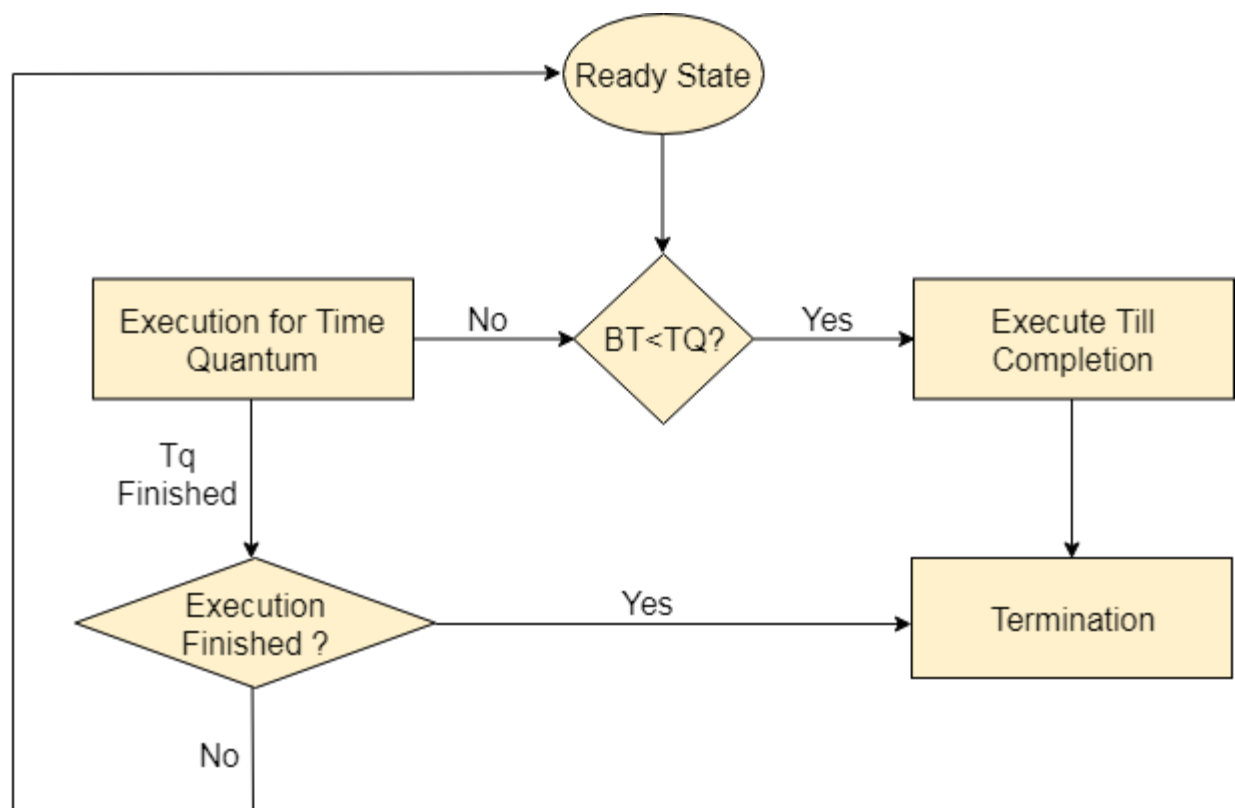 Ready State
Execution for Time
Quantum
No
BT<TQ?
Yes
Execute Till
Completion
Tq
Finished
Execution
Finished ?
Yes
Termination
No